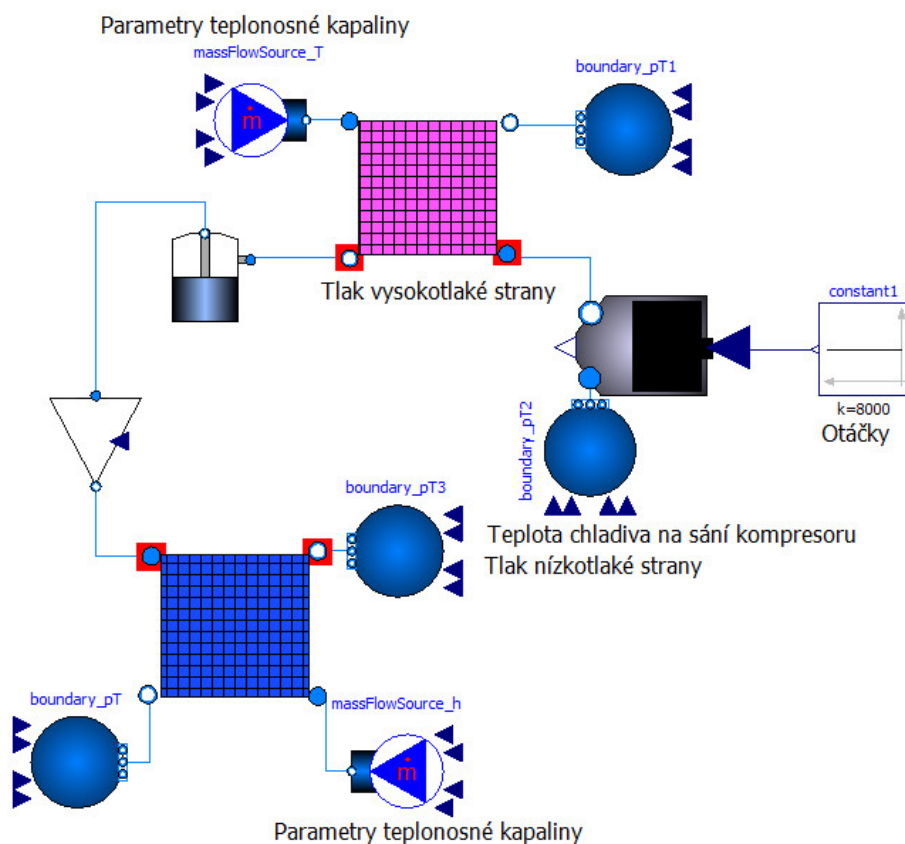 Parametry teplonosné kapaliny
massFlowSource_T
boundary_pT1
ṁ
Tlak vysokotlaké strany
constant1
k=8000
Otáčky
boundary_pT2
boundary_pT3
Teplota chladiva na sání kompresoru
Tlak nízkotlaké strany
boundary_pT
massFlowSource_h
ṁ
Parametry teplonosné kapaliny